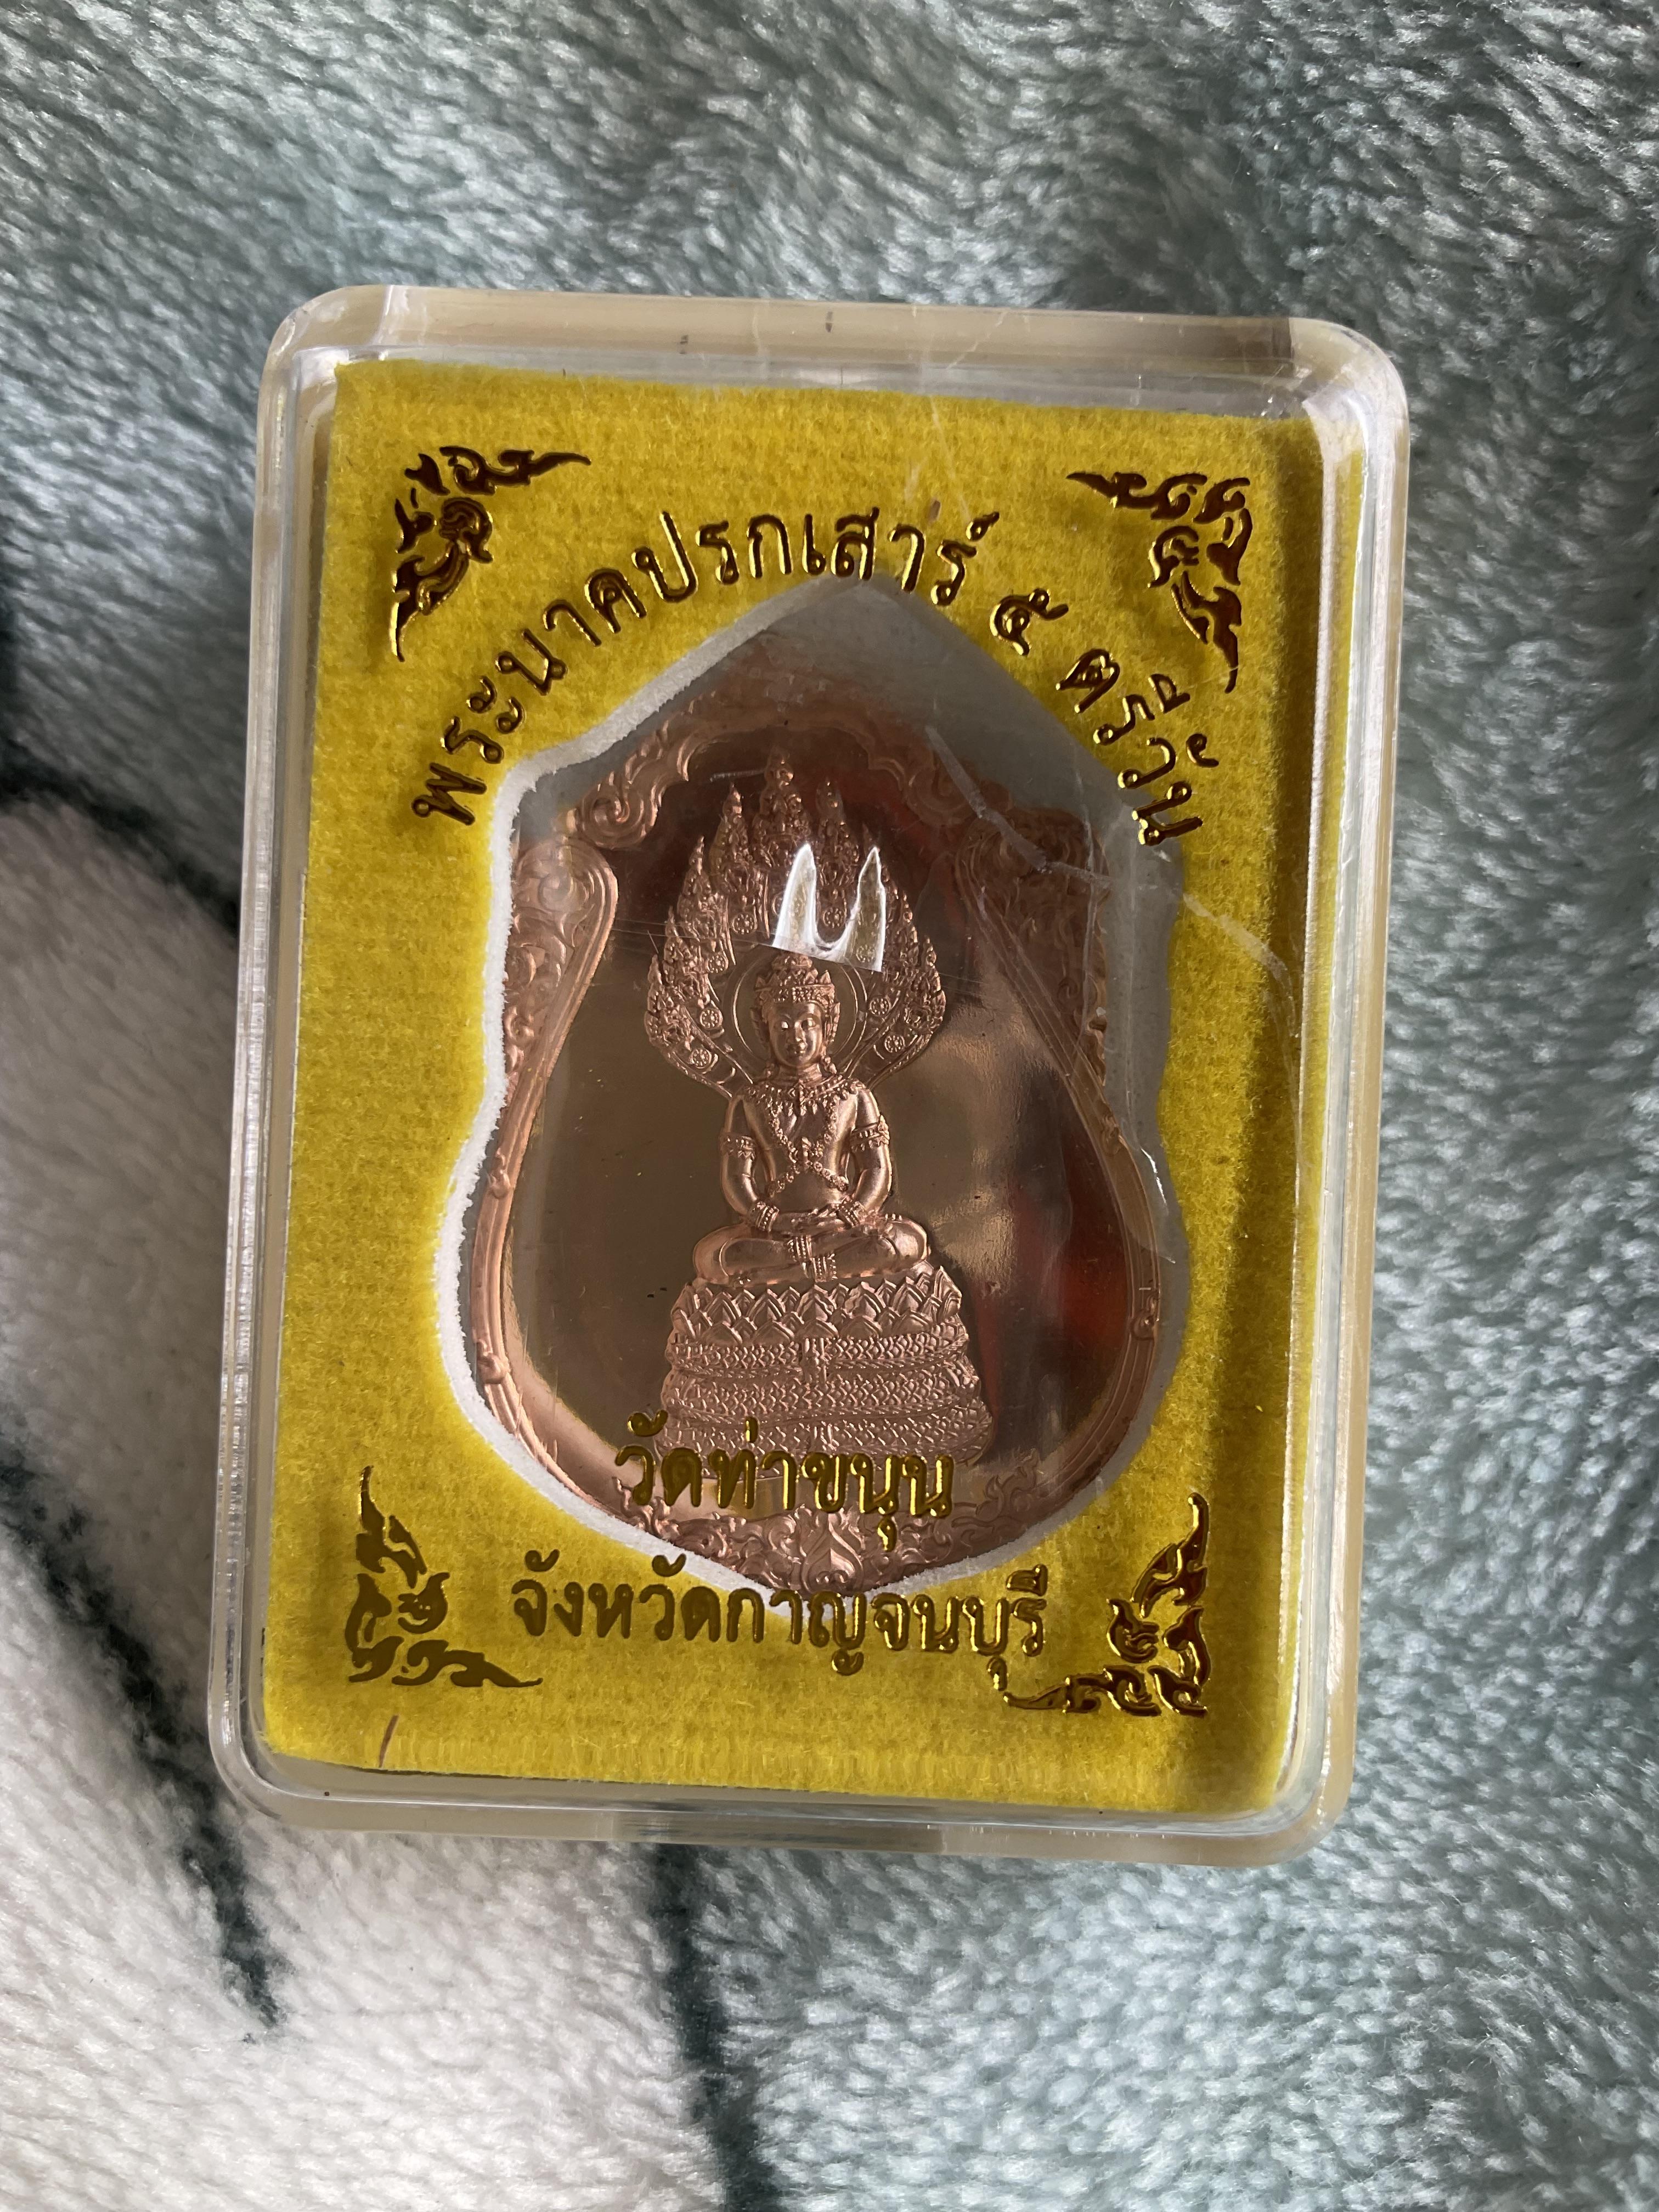 พระนาคปรกเสาร์ ๕ ตรีวัน
วัดท่าขนุน
จังหวัดกาญจนบุรี